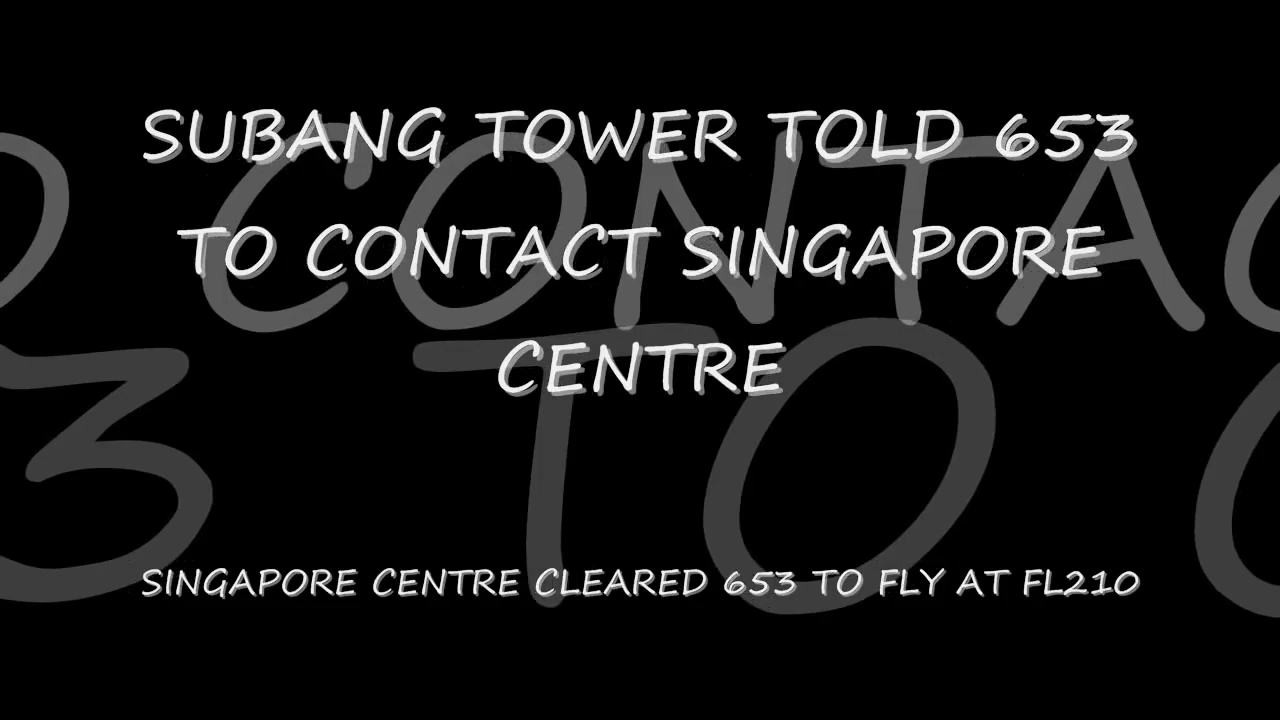 SUBANG TOWER TOLD 653
TO CONTACT SINGAPORE
CENTRE
SINGAPORE CENTRE CLEARED 653 TO FLY AT FL210